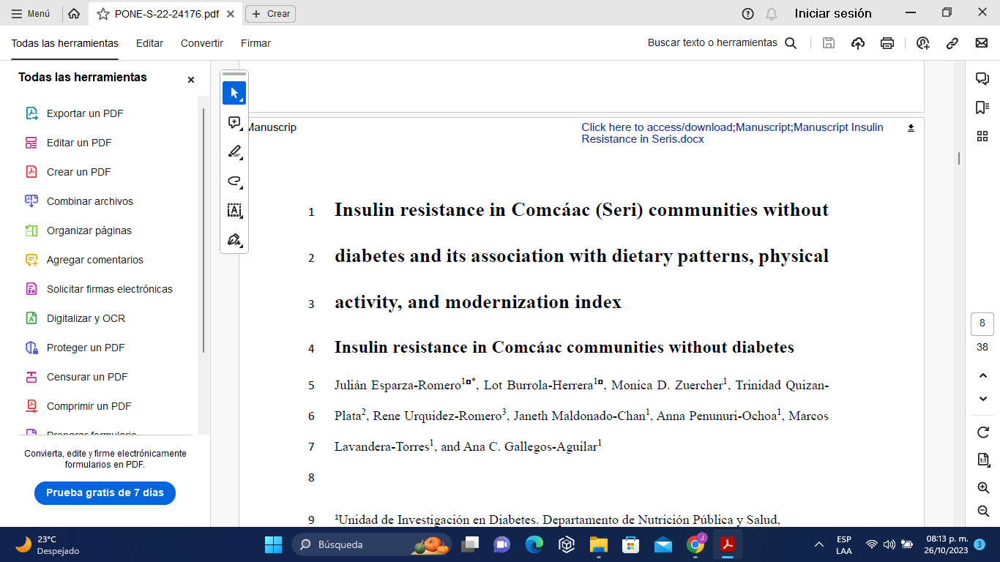 Menú
PONE-S-22-24176.pdf
Crear
Iniciar sesión
Todas las herramientas
Editar
Convertir
Firmar
Buscar texto o herramientas
Todas las herramientas
Exportar un PDF
Editar un PDF
Crear un PDF
Combinar archivos
Organizar páginas
Agregar comentarios
Solicitar firmas electrónicas
Digitalizar y OCR
Proteger un PDF
Censurar un PDF
Comprimir un PDF
Preparar formulario
Convierta, edite y firme electrónicamente
formularios en PDF.
Prueba gratis de 7 días
Manuscrip
Click here to access/download;Manuscript;Manuscript Insulin
Resistance in Seris.docx
1 Insulin resistance in Comcáac (Seri) communities without
2 diabetes and its association with dietary patterns, physical
3 activity, and modernization index
4 Insulin resistance in Comcáac communities without diabetes
5 Julián Esparza-Romero1¤*, Lot Burrola-Herrera1¤, Monica D. Zuercher1, Trinidad Quizan-
6 Plata2, Rene Urquidez-Romero3, Janeth Maldonado-Chan1, Anna Penunuri-Ochoa1, Marcos
7 Lavandera-Torres1, and Ana C. Gallegos-Aguilar1
8
9 1Unidad de Investigación en Diabetes. Departamento de Nutrición Pública y Salud,
8
38
1:1
23°C
Despejado
Búsqueda
J
ESP
LAA
08:13 p. m.
26/10/2023
3